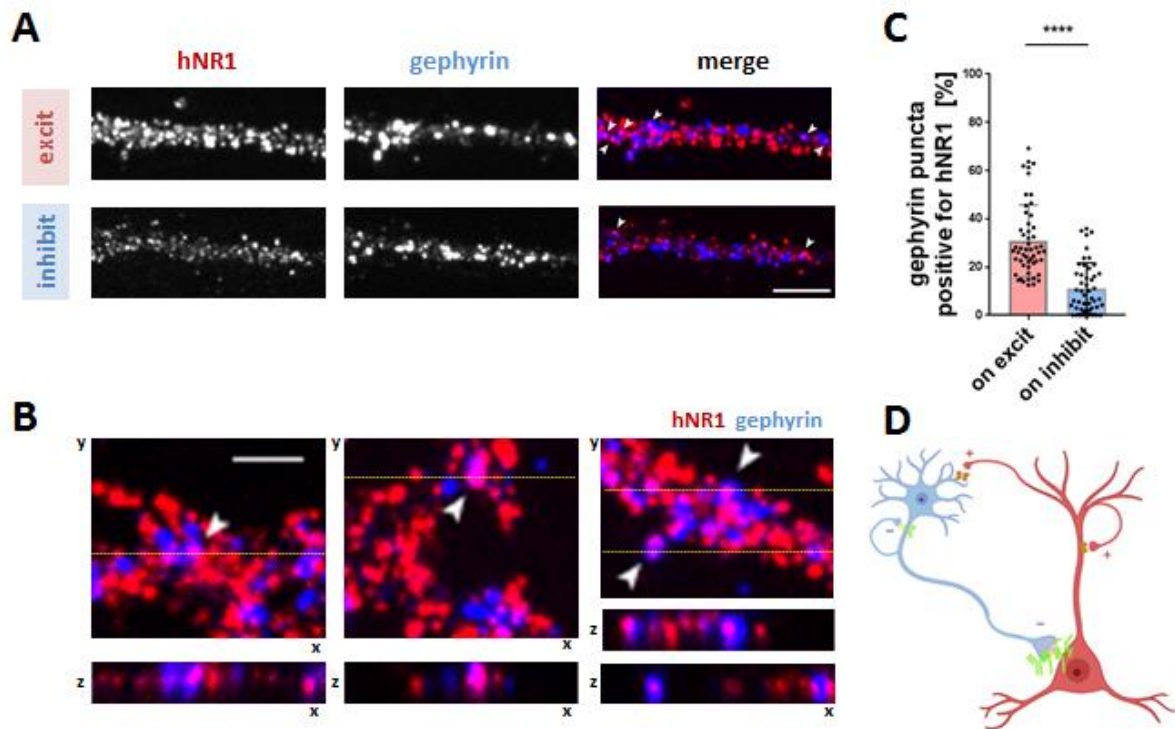 A
hNR1 gephyrin merge
excit
inhibit
C
****
gephyrin puncta
positive for hNR1 [%]
100
80
60
40
20
0
on excit
on inhibit
B
hNR1 gephyrin
y
y
y
x
x
z
z
z
z
x
x
x
D
+
−
+
−